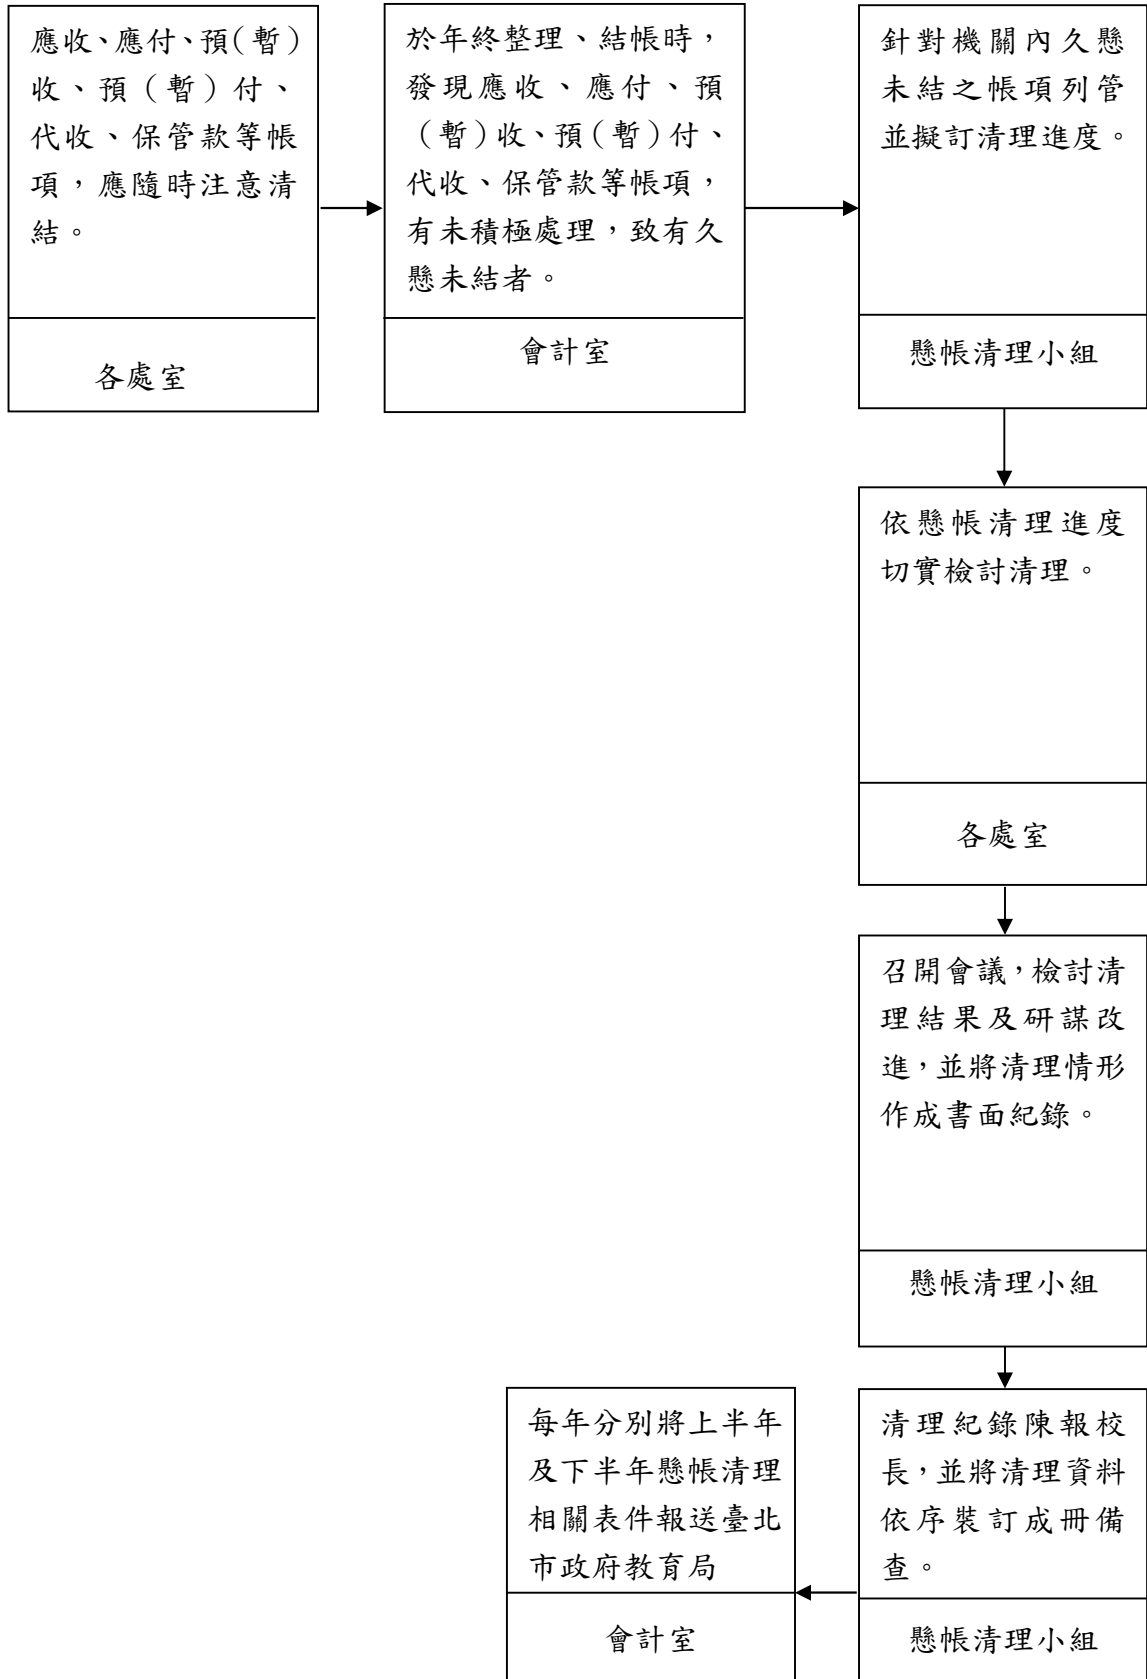 應收、應付、預(暫)
收、預（暫）付、
代收、保管款等帳
項，應隨時注意清
結。
各處室
於年終整理、結帳時，
發現應收、應付、預
（暫）收、預（暫）付、
代收、保管款等帳項，
有未積極處理，致有久
懸未結者。
會計室
針對機關內久懸
未結之帳項列管
並擬訂清理進度。
懸帳清理小組
依懸帳清理進度
切實檢討清理。
各處室
召開會議，檢討清
理結果及研謀改
進，並將清理情形
作成書面紀錄。
懸帳清理小組
清理紀錄陳報校
長，並將清理資料
依序裝訂成冊備
查。
懸帳清理小組
每年分別將上半年
及下半年懸帳清理
相關表件報送臺北
市政府教育局
會計室